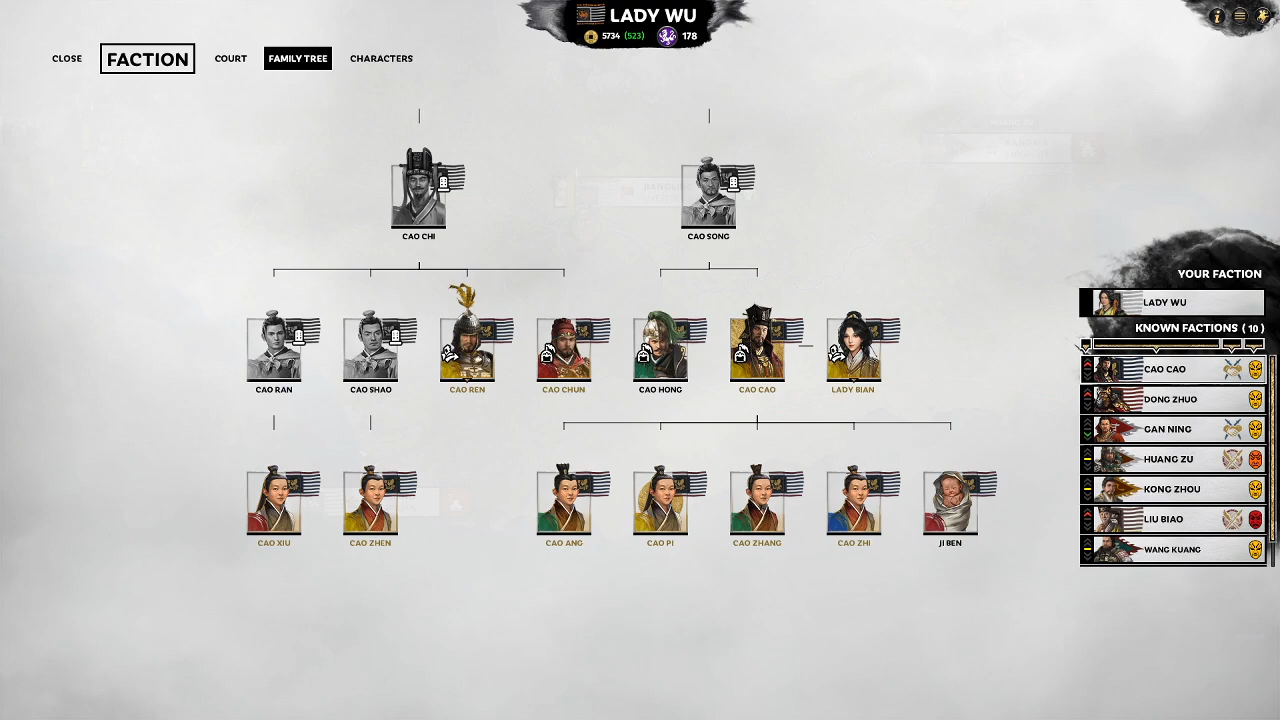 LADY WU
5734 (523) 178
CLOSE FACTION COURT FAMILY TREE CHARACTERS
CAO CHI CAO SONG
CAO RAN CAO SHAO CAO REN CAO CHUN CAO HONG CAO CAO LADY BIAN
CAO XIU CAO ZHEN CAO ANG CAO PI CAO ZHANG CAO ZHI JI BEN
YOUR FACTION
LADY WU
KNOWN FACTIONS ( 10 )
CAO CAO
DONG ZHUO
GAN NING
HUANG ZU
KONG ZHOU
LIU BIAO
WANG KUANG